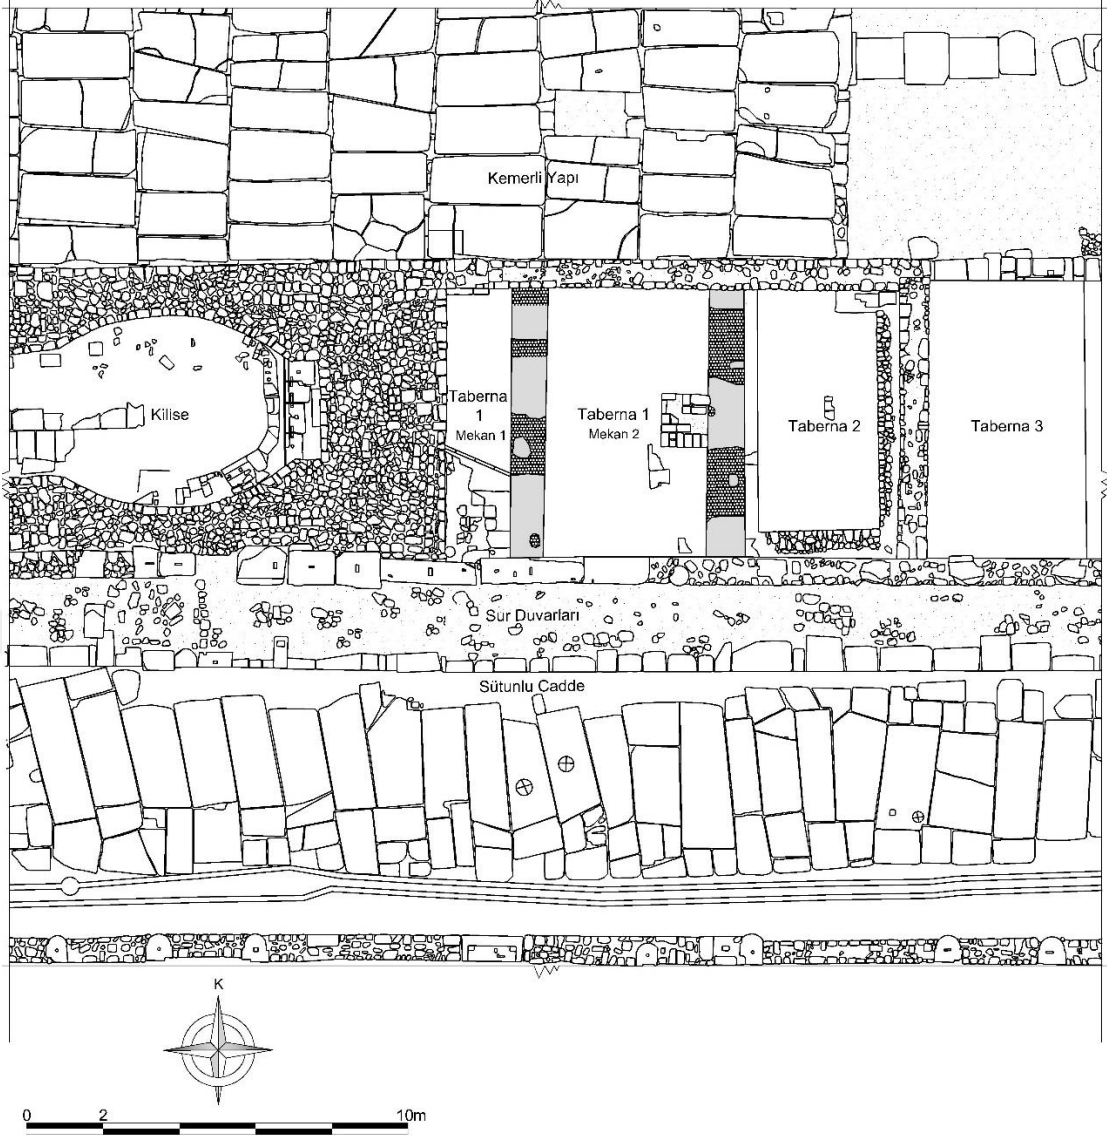 Kemerli Yapı
Kilise
Taberna
1
Mekan 1
Taberna 1
Mekan 2
Taberna 2
Taberna 3
Sur Duvarları
Sütunlu Cadde
K
0 2 10m